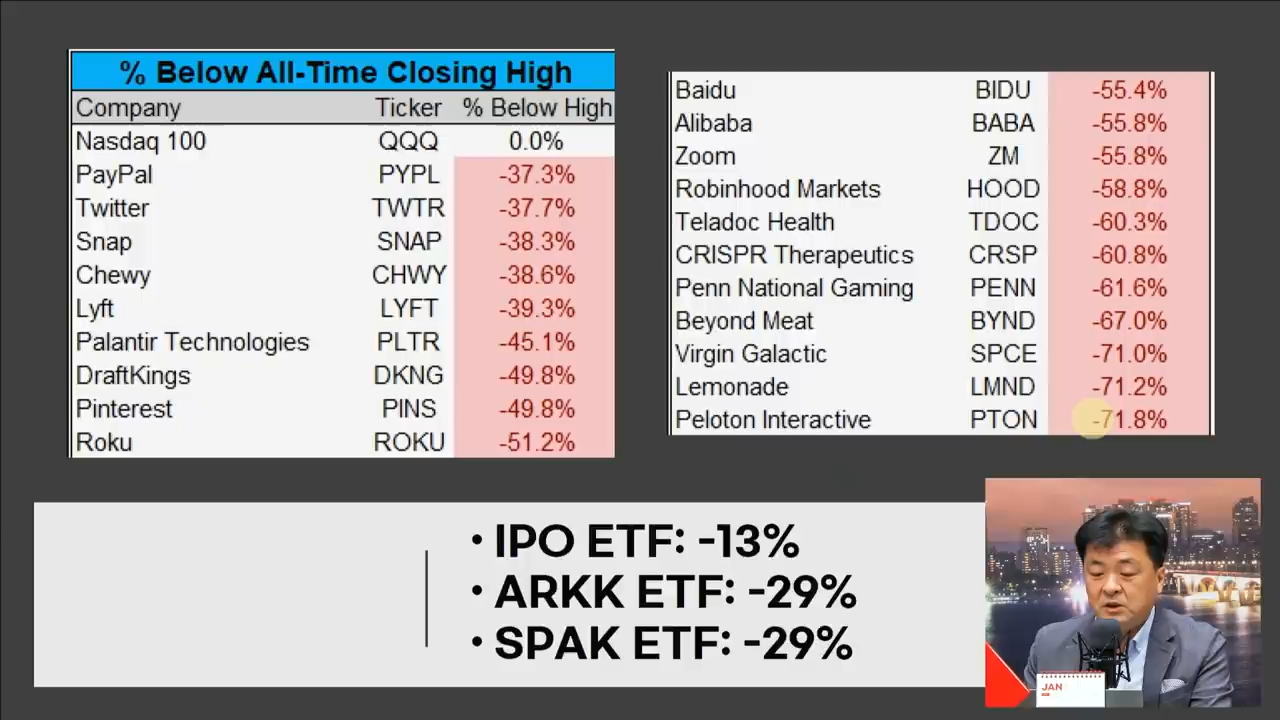 % Below All-Time Closing High
Company Ticker % Below High
Nasdaq 100 QQQ 0.0%
PayPal PYPL -37.3%
Twitter TWTR -37.7%
Snap SNAP -38.3%
Chewy CHWY -38.6%
Lyft LYFT -39.3%
Palantir Technologies PLTR -45.1%
DraftKings DKNG -49.8%
Pinterest PINS -49.8%
Roku ROKU -51.2%
Baidu BIDU -55.4%
Alibaba BABA -55.8%
Zoom ZM -55.8%
Robinhood Markets HOOD -58.8%
Teladoc Health TDOC -60.3%
CRISPR Therapeutics CRSP -60.8%
Penn National Gaming PENN -61.6%
Beyond Meat BYND -67.0%
Virgin Galactic SPCE -71.0%
Lemonade LMND -71.2%
Peloton Interactive PTON -71.8%
• IPO ETF: -13%
• ARKK ETF: -29%
• SPAK ETF: -29%
JAN